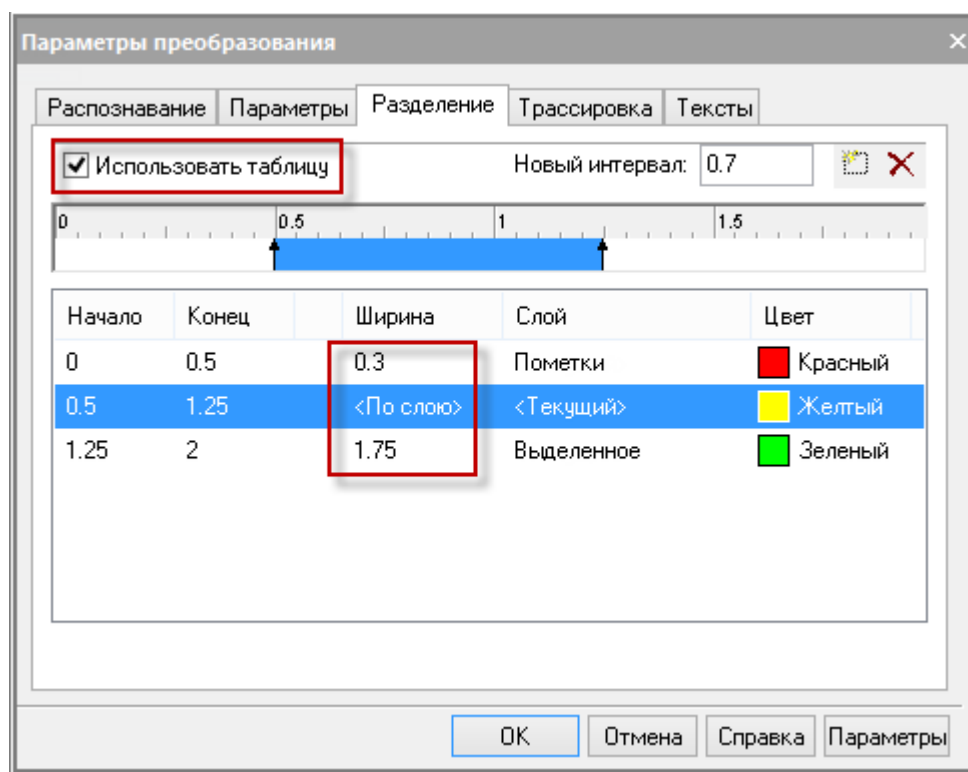 Параметры преобразования
Распознавание Параметры Разделение Трассировка Тексты
Использовать таблицу Новый интервал: 0.7
0 0.5 1 1.5
Начало Конец Ширина Слой Цвет
0 0.5 0.3 Пометки Красный
0.5 1.25 <По слою> <Текущий> Желтый
1.25 2 1.75 Выделенное Зеленый
OK Отмена Справка Параметры